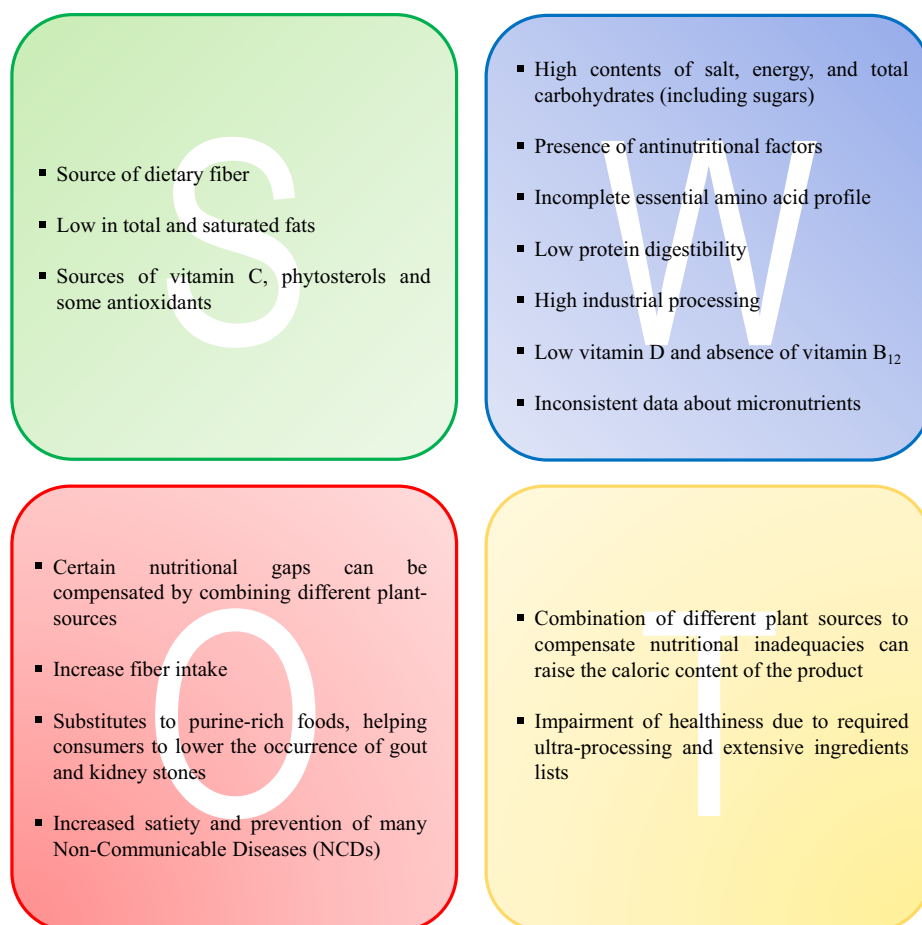 S
▪ Source of dietary fiber
▪ Low in total and saturated fats
▪ Sources of vitamin C, phytosterols and
some antioxidants
W
▪ High contents of salt, energy, and total
carbohydrates (including sugars)
▪ Presence of antinutritional factors
▪ Incomplete essential amino acid profile
▪ Low protein digestibility
▪ High industrial processing
▪ Low vitamin D and absence of vitamin B₁₂
▪ Inconsistent data about micronutrients
O
▪ Certain nutritional gaps can be
compensated by combining different plant-
sources
▪ Increase fiber intake
▪ Substitutes to purine-rich foods, helping
consumers to lower the occurrence of gout
and kidney stones
▪ Increased satiety and prevention of many
Non-Communicable Diseases (NCDs)
T
▪ Combination of different plant sources to
compensate nutritional inadequacies can
raise the caloric content of the product
▪ Impairment of healthiness due to required
ultra-processing and extensive ingredients
lists